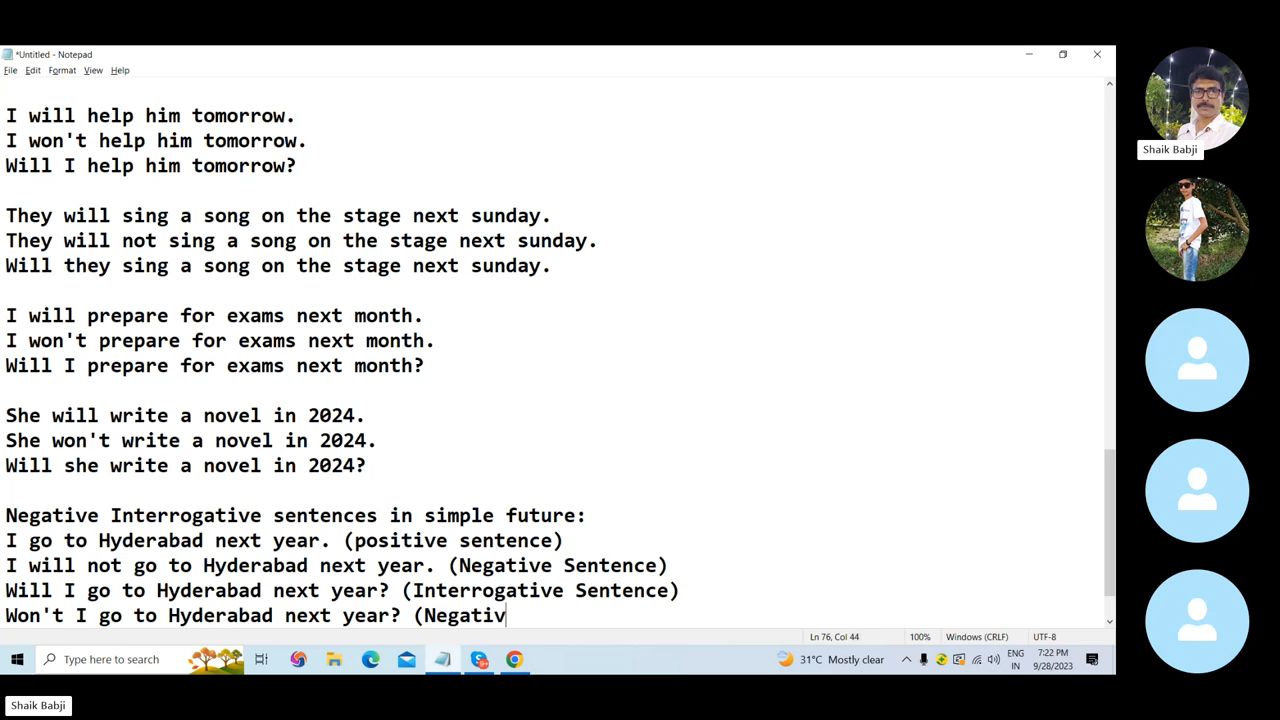 *Untitled - Notepad
File Edit Format View Help
I will help him tomorrow.
I won't help him tomorrow.
Will I help him tomorrow?
They will sing a song on the stage next sunday.
They will not sing a song on the stage next sunday.
Will they sing a song on the stage next sunday.
I will prepare for exams next month.
I won't prepare for exams next month.
Will I prepare for exams next month?
She will write a novel in 2024.
She won't write a novel in 2024.
Will she write a novel in 2024?
Negative Interrogative sentences in simple future:
I go to Hyderabad next year. (positive sentence)
I will not go to Hyderabad next year. (Negative Sentence)
Will I go to Hyderabad next year? (Interrogative Sentence)
Won't I go to Hyderabad next year? (Negativ
Ln 76, Col 44 100% Windows (CRLF) UTF-8
Type here to search 31°C Mostly clear ENG IN 7:22 PM 9/28/2023
Shaik Babji
Shaik Babji